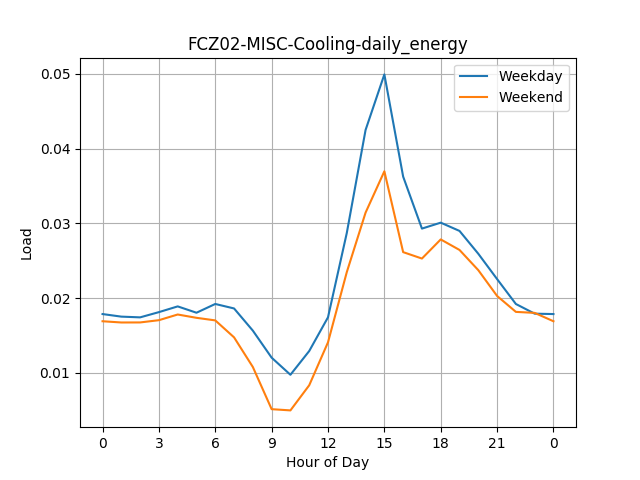 FCZ02-MISC-Cooling-daily_energy
Weekday
Weekend
0.05
0.04
0.03
0.02
0.01
Load
0 3 6 9 12 15 18 21 0
Hour of Day